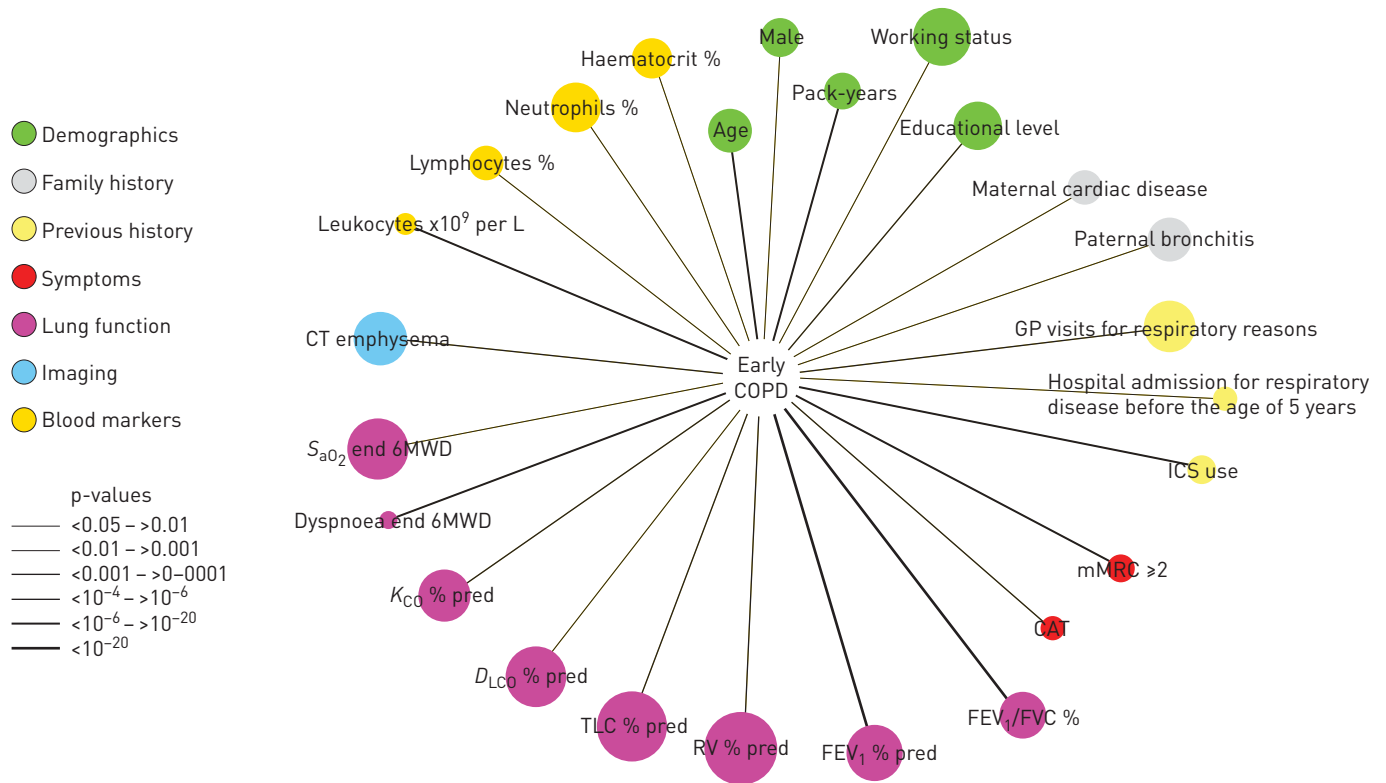 Demographics
Family history
Previous history
Symptoms
Lung function
Imaging
Blood markers
p-values
<0.05 – >0.01
<0.01 – >0.001
<0.001 – >0–0001
<10⁻⁴ – >10⁻⁶
<10⁻⁶ – >10⁻²⁰
<10⁻²⁰
Male
Working status
Haematocrit %
Pack-years
Neutrophils %
Age
Educational level
Lymphocytes %
Maternal cardiac disease
Leukocytes x10⁹ per L
Paternal bronchitis
CT emphysema
GP visits for respiratory reasons
Early
COPD
Hospital admission for respiratory
disease before the age of 5 years
SaO₂ end 6MWD
ICS use
Dyspnoea end 6MWD
mMRC ⩾2
KCO % pred
CAT
DLCO % pred
TLC % pred
RV % pred
FEV₁ % pred
FEV₁/FVC %